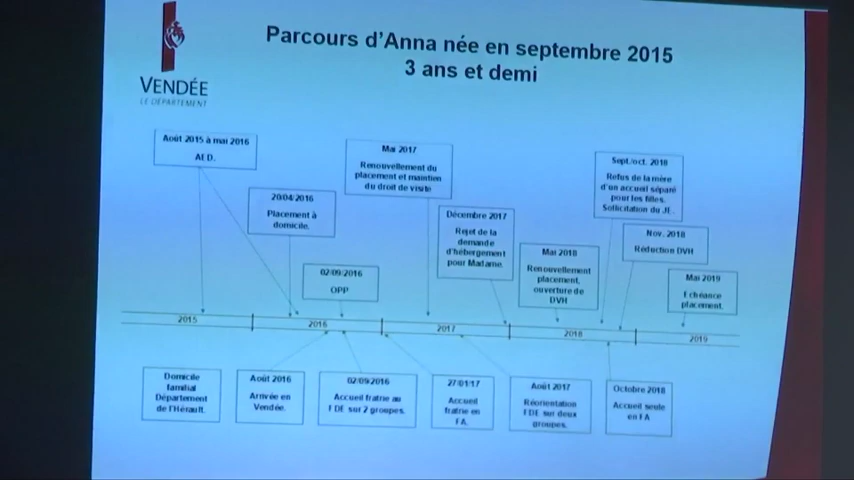 Parcours d'Anna née en septembre 2015
3 ans et demi
VENDÉE
LE DÉPARTEMENT
Août 2015 à mai 2016
AED.
20/04/2016
Placement à
domicile.
02/09/2016
OPP
Mai 2017
Renouvellement du
placement et maintien
du droit de visite
Décembre 2017
Rejet de la
demande
d'hébergement
pour Madame.
Mai 2018
Renouvellement
placement,
ouverture de
DVH
Sept./oct. 2018
Refus de la mère
d'un accueil séparé
pour les filles.
Sollicitation du JE.
Nov. 2018
Réduction DVH
Mai 2019
Echéance
placement.
2015
2016
2017
2018
2019
Domicile
familial
Département
de l'Hérault.
Août 2016
Arrivée en
Vendée.
02/09/2016
Accueil fratrie au
FDE sur 2 groupes.
27/01/17
Accueil
fratrie en
FA.
Août 2017
Réorientation
FDE sur deux
groupes.
Octobre 2018
Accueil seule
en FA